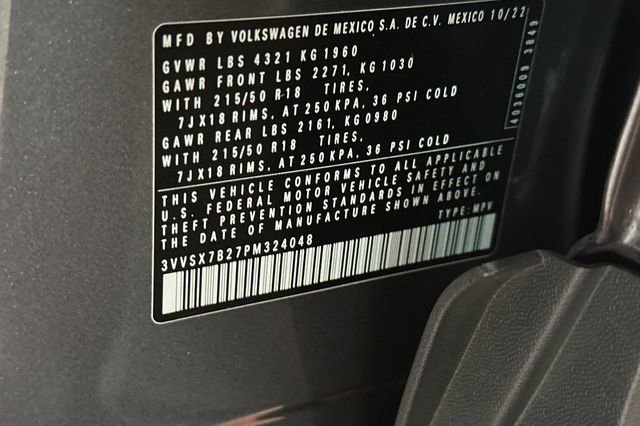 MFD BY VOLKSWAGEN DE MEXICO S.A. DE C.V. MEXICO 10/22
GVWR LBS 4321 KG 1960
GAWR FRONT LBS 2271, KG 1030
WITH 215/50 R18 TIRES,
7JX18 RIMS, AT 250 KPA, 36 PSI COLD
GAWR REAR LBS 2161, KG0980
WITH 215/50 R18 TIRES,
7JX18 RIMS, AT 250 KPA, 36 PSI COLD
THIS VEHICLE CONFORMS TO ALL APPLICABLE
U.S. FEDERAL MOTOR VEHICLE SAFETY AND
THEFT PREVENTION STANDARDS IN EFFECT ON
THE DATE OF MANUFACTURE SHOWN ABOVE.
3VVSX7B27PM324048 TYPE: MPV
4036009 3849